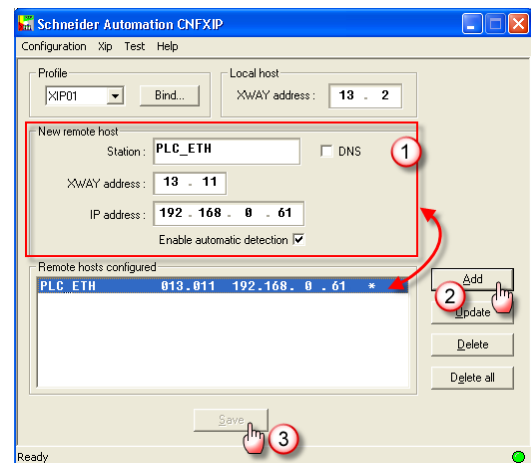 Schneider Automation CNFXIP
Configuration Xip Test Help
Profile
XIP01 Bind...
Local host
XWAY address : 13 . 2
New remote host
Station : PLC_ETH DNS
1
XWAY address : 13 . 11
IP address : 192 . 168 . 0 . 61
Enable automatic detection
Remote hosts configured
PLC_ETH 013.011 192.168. 0 .61 *
Add
2
Update
Delete
Delete all
Save
3
Ready